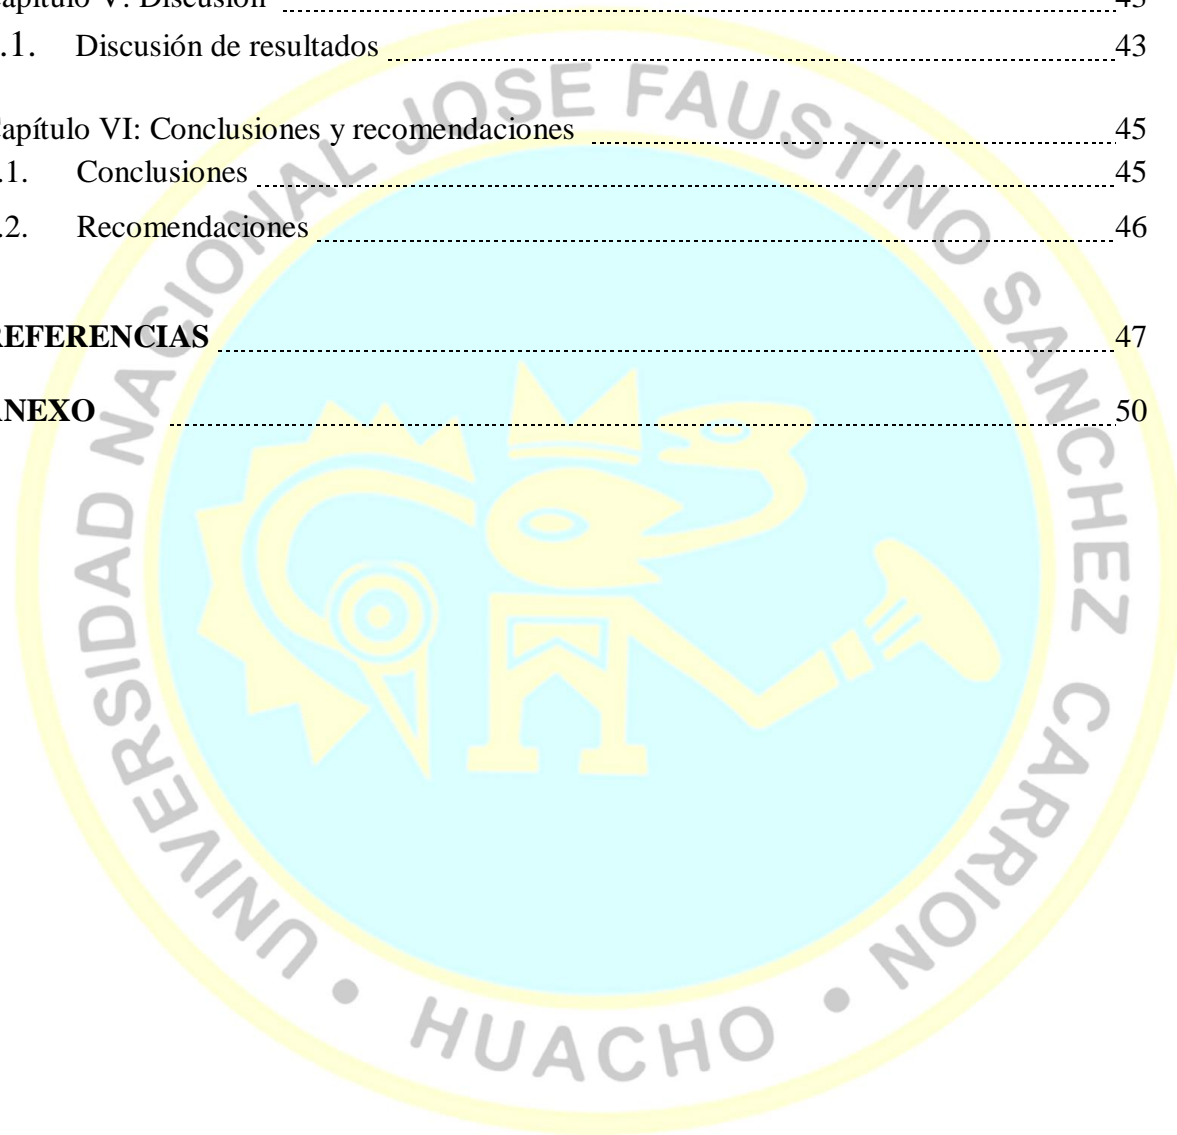 apítulo V: Discusión 43
.1. Discusión de resultados 43
apítulo VI: Conclusiones y recomendaciones 45
.1. Conclusiones 45
.2. Recomendaciones 46
REFERENCIAS 47
ANEXO 50
UNIVERSIDAD NACIONAL JOSE FAUSTINO SANCHEZ CARRION • HUACHO •